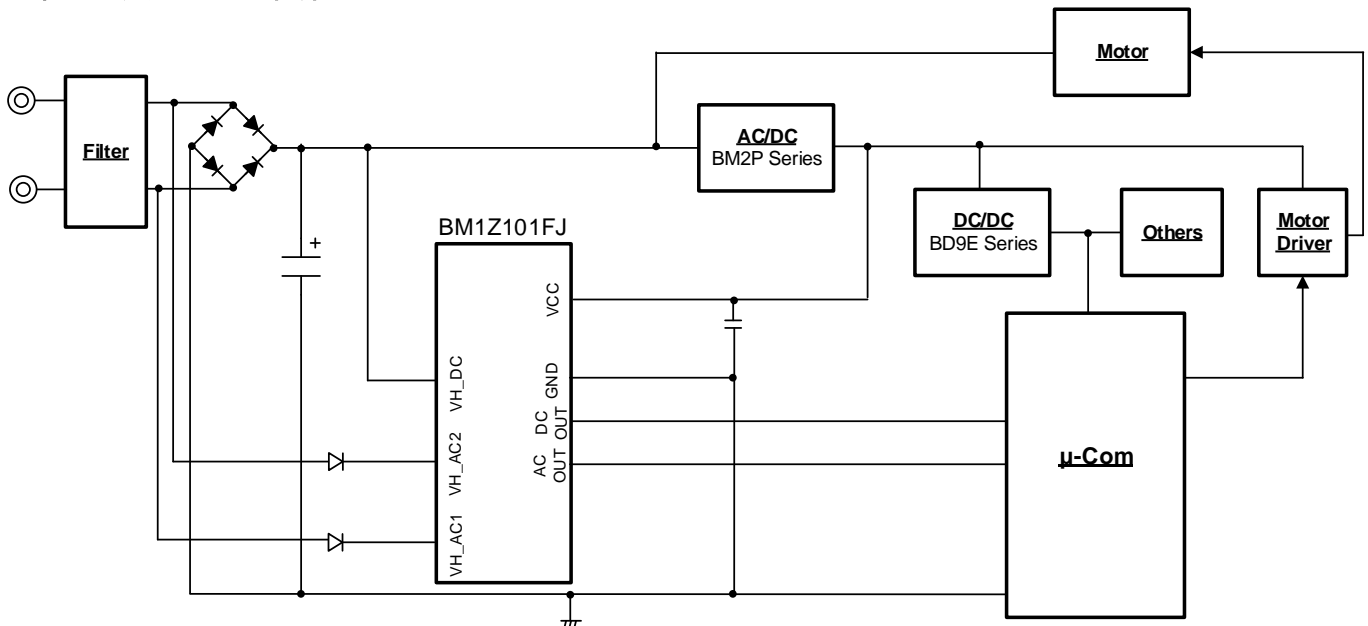 Motor
Filter
AC/DC
BM2P Series
BM1Z101FJ
DC/DC
BD9E Series
Others
Motor
Driver
+
VCC
VH_DC
GND
DC
OUT
VH_AC2
AC
OUT
VH_AC1
µ-Com